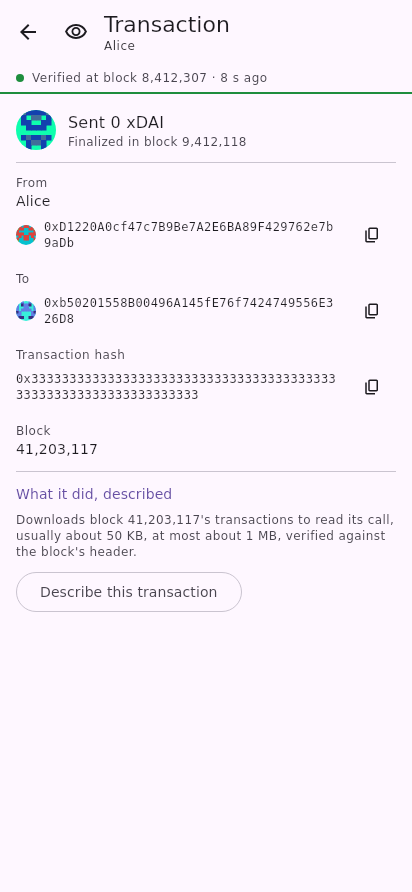 Transaction
Alice
Verified at block 8,412,307 · 8 s ago
Sent 0 xDAI
Finalized in block 9,412,118
From
Alice
0xD1220A0cf47c7B9Be7A2E6BA89F429762e7b
9aDb
To
0xb50201558B00496A145fE76f7424749556E3
26D8
Transaction hash
0x333333333333333333333333333333333333333
3333333333333333333333333
Block
41,203,117
What it did, described
Downloads block 41,203,117's transactions to read its call,
usually about 50 KB, at most about 1 MB, verified against
the block's header.
Describe this transaction